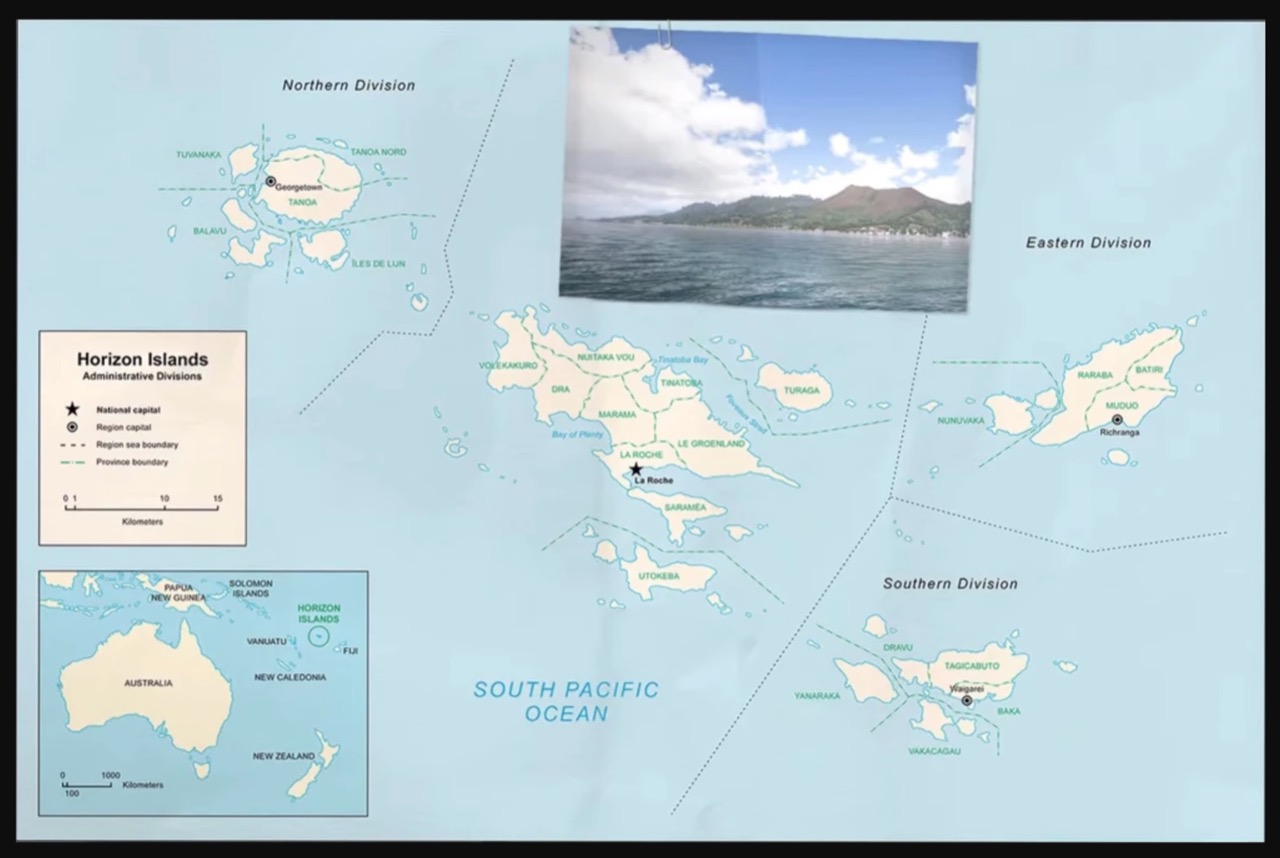 Northern Division
TUVANAKA
TANOA NORD
Georgetown
TANOA
BALAVU
ÎLES DE LIJN
Eastern Division
VOLEKAKURO
NUITAKA VOU
Tinatoba Bay
DRA
TINATOBA
TURAGA
MARAMA
Bay of Plenty
LE GROENLAND
LA ROCHE
La Roche
SARAMÉA
UTOKEBA
RARABA
BATIRI
NUNUVAKA
MUDUO
Richranga
Horizon Islands
Administrative Divisions
National capital
Region capital
Region sea boundary
Province boundary
0 1 10 15
Kilometers
PAPUA
NEW GUINEA
SOLOMON
ISLANDS
HORIZON
ISLANDS
VANUATU
FIJI
NEW CALEDONIA
AUSTRALIA
NEW ZEALAND
0 1000
Kilometers
100
SOUTH PACIFIC
OCEAN
Southern Division
DRAVU
TAGICABUTO
YANARAKA
Waigarei
BAKA
VAKACAGAU